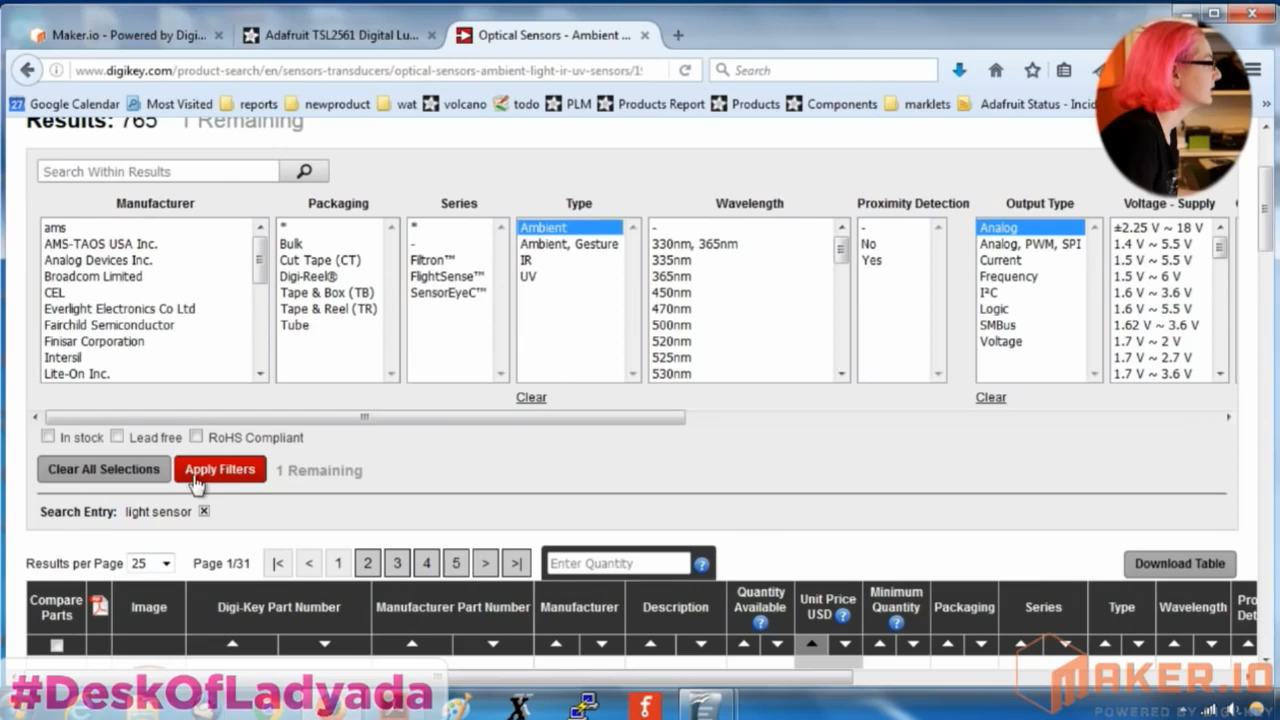 Maker.io - Powered by Digi...
Adafruit TSL2561 Digital Lu...
Optical Sensors - Ambient ...
www.digikey.com/product-search/en/sensors-transducers/optical-sensors-ambient-light-ir-uv-sensors/1
Search
27 Google Calendar Most Visited reports newproduct wat volcano todo PLM Products Report Products Components marklets Adafruit Status - Incid
Results: 765 1 Remaining
Search Within Results
Manufacturer Packaging Series Type Wavelength Proximity Detection Output Type Voltage - Supply
ams * * Ambient - - Analog ±2.25 V ~ 18 V
AMS-TAOS USA Inc. Bulk - Ambient, Gesture 330nm, 365nm No Analog, PWM, SPI 1.4 V ~ 5.5 V
Analog Devices Inc. Cut Tape (CT) Filtron™ IR 335nm Yes Current 1.5 V ~ 5.5 V
Broadcom Limited Digi-Reel® FlightSense™ UV 365nm Frequency 1.5 V ~ 6 V
CEL Tape & Box (TB) SensorEyeC™ 450nm I²C 1.6 V ~ 3.6 V
Everlight Electronics Co Ltd Tape & Reel (TR) 470nm Logic 1.6 V ~ 5.5 V
Fairchild Semiconductor Tube 500nm SMBus 1.62 V ~ 3.6 V
Finisar Corporation 520nm Voltage 1.7 V ~ 2 V
Intersil 525nm 1.7 V ~ 2.7 V
Lite-On Inc. 530nm 1.7 V ~ 3.6 V
Clear Clear
In stock Lead free RoHS Compliant
Clear All Selections Apply Filters 1 Remaining
Search Entry: light sensor
Results per Page 25 Page 1/31 |< < 1 2 3 4 5 > >| Enter Quantity ? Download Table
Compare Parts Image Digi-Key Part Number Manufacturer Part Number Manufacturer Description Quantity Available ? Unit Price USD ? Minimum Quantity ? Packaging Series Type Wavelength
#DeskOfLadyada
MAKER.IO
POWERED BY DIGI-KEY